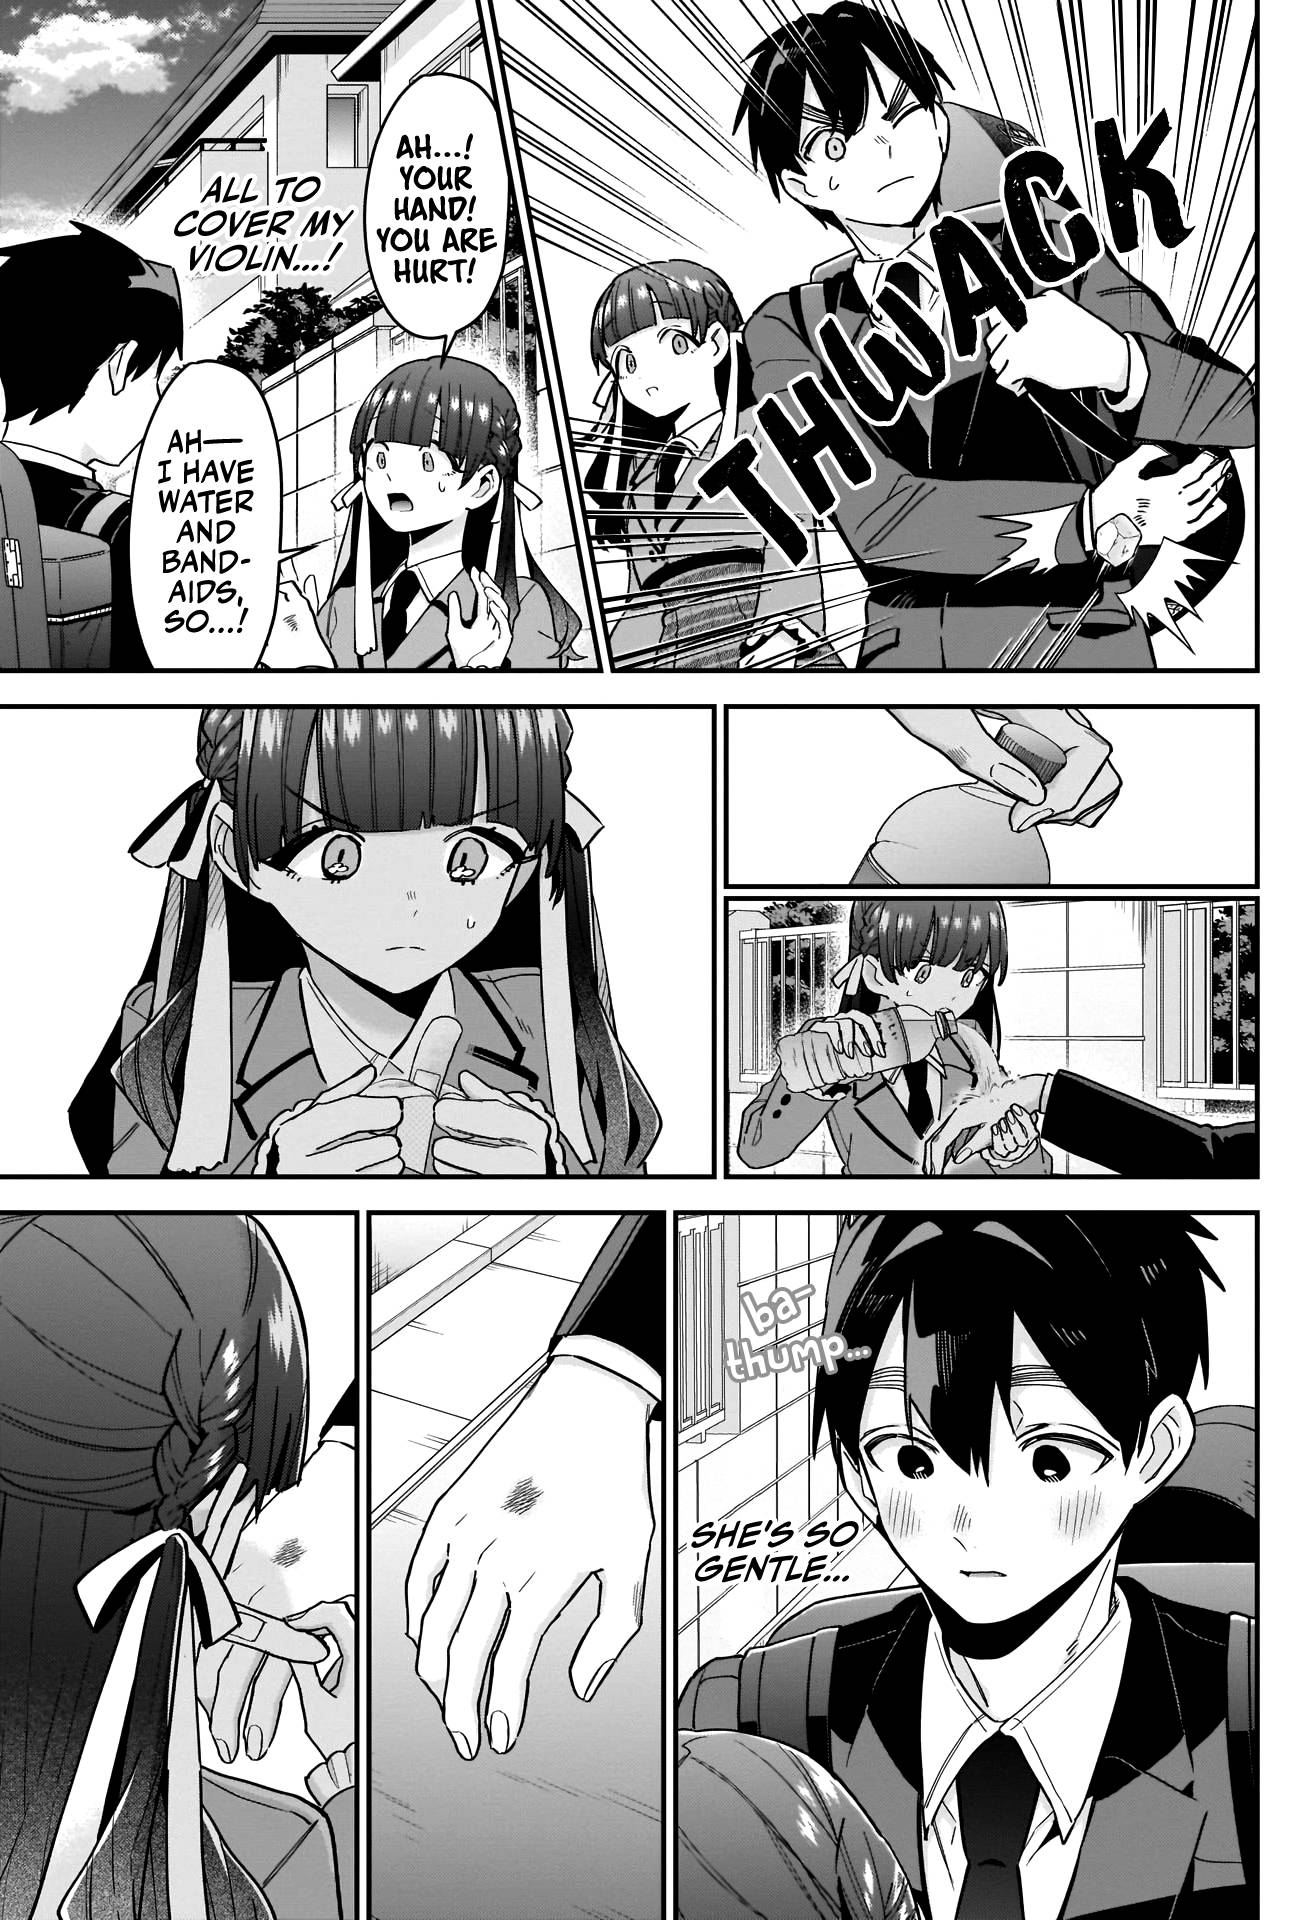 THWACK
AH...!
YOUR
HAND!
YOU ARE
HURT!
ALL TO
COVER MY
VIOLIN...!
AH—
I HAVE
WATER
AND
BAND-
AIDS,
SO...!
ba-
thump...
SHE'S SO
GENTLE...